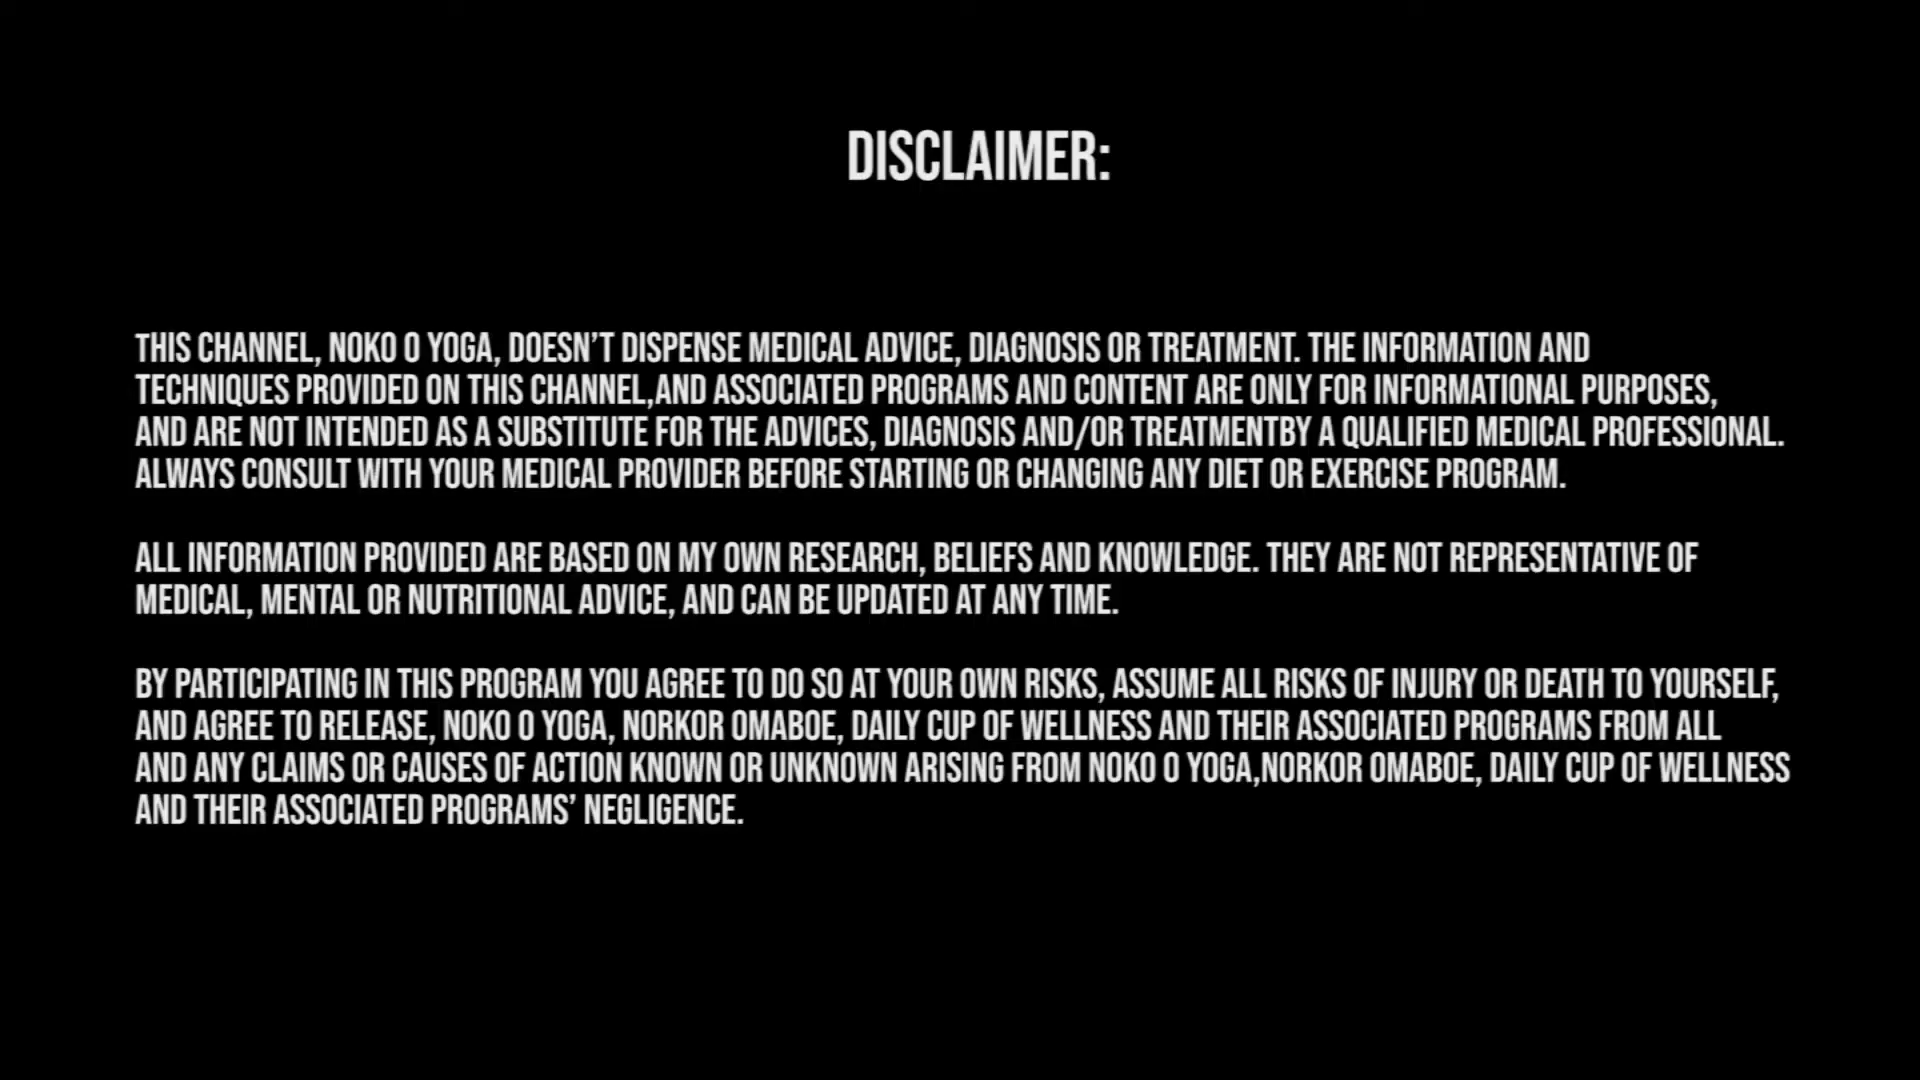 DISCLAIMER:
THIS CHANNEL, NOKO O YOGA, DOESN'T DISPENSE MEDICAL ADVICE, DIAGNOSIS OR TREATMENT. THE INFORMATION AND
TECHNIQUES PROVIDED ON THIS CHANNEL,AND ASSOCIATED PROGRAMS AND CONTENT ARE ONLY FOR INFORMATIONAL PURPOSES,
AND ARE NOT INTENDED AS A SUBSTITUTE FOR THE ADVICES, DIAGNOSIS AND/OR TREATMENTBY A QUALIFIED MEDICAL PROFESSIONAL.
ALWAYS CONSULT WITH YOUR MEDICAL PROVIDER BEFORE STARTING OR CHANGING ANY DIET OR EXERCISE PROGRAM.
ALL INFORMATION PROVIDED ARE BASED ON MY OWN RESEARCH, BELIEFS AND KNOWLEDGE. THEY ARE NOT REPRESENTATIVE OF
MEDICAL, MENTAL OR NUTRITIONAL ADVICE, AND CAN BE UPDATED AT ANY TIME.
BY PARTICIPATING IN THIS PROGRAM YOU AGREE TO DO SO AT YOUR OWN RISKS, ASSUME ALL RISKS OF INJURY OR DEATH TO YOURSELF,
AND AGREE TO RELEASE, NOKO O YOGA, NORKOR OMABOE, DAILY CUP OF WELLNESS AND THEIR ASSOCIATED PROGRAMS FROM ALL
AND ANY CLAIMS OR CAUSES OF ACTION KNOWN OR UNKNOWN ARISING FROM NOKO O YOGA,NORKOR OMABOE, DAILY CUP OF WELLNESS
AND THEIR ASSOCIATED PROGRAMS' NEGLIGENCE.